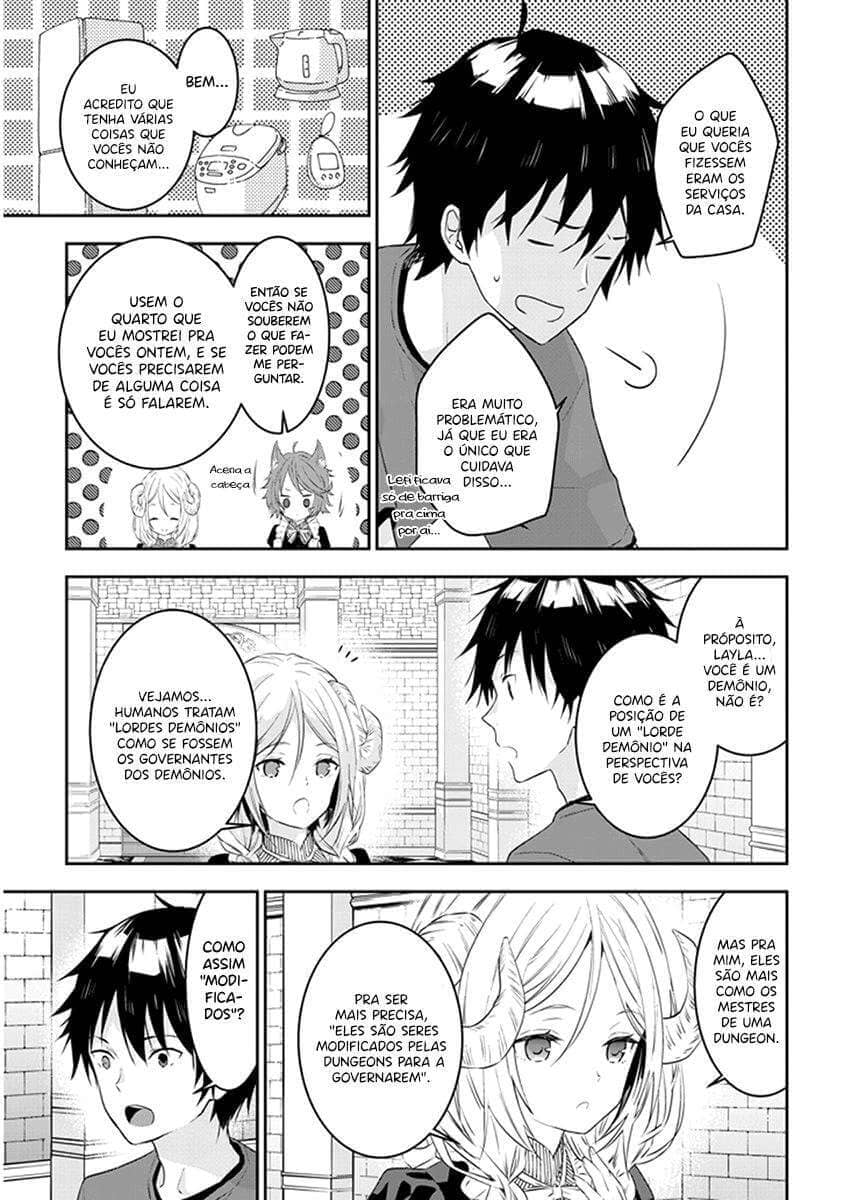 O QUE
EU QUERIA
QUE VOCÊS
FIZESSEM
ERAM OS
SERVIÇOS
DA CASA.
ERA MUITO
PROBLEMÁTICO,
JÁ QUE EU ERA
O ÚNICO QUE
CUIDAVA
DISSO...
Lefi ficava
só de barriga
pra cima
por aí...
BEM...
EU
ACREDITO QUE
TENHA VÁRIAS
COISAS QUE
VOCÊS NÃO
CONHEÇAM...
ENTÃO SE
VOCÊS NÃO
SOUBEREM
O QUE FA-
ZER PODEM
ME PER-
GUNTAR.
USEM O
QUARTO QUE
EU MOSTREI PRA
VOCÊS ONTEM, E SE
VOCÊS PRECISAREM
DE ALGUMA COISA
É SÓ FALAREM.
Acena a
cabeça
À
PRÓPOSITO,
LAYLA...
VOCÊ É UM
DEMÔNIO,
NÃO É?
COMO É A
POSIÇÃO DE
UM "LORDE
DEMÔNIO" NA
PERSPECTIVA
DE VOCÊS?
VEJAMOS...
HUMANOS TRATAM
"LORDES DEMÔNIOS"
COMO SE FOSSEM
OS GOVERNANTES
DOS DEMÔNIOS.
MAS PRA
MIM, ELES
SÃO MAIS
COMO OS
MESTRES
DE UMA
DUNGEON.
PRA SER
MAIS PRECISA,
"ELES SÃO SERES
MODIFICADOS PELAS
DUNGEONS PARA A
GOVERNAREM".
COMO
ASSIM
"MODI-
FICA-
DOS"?